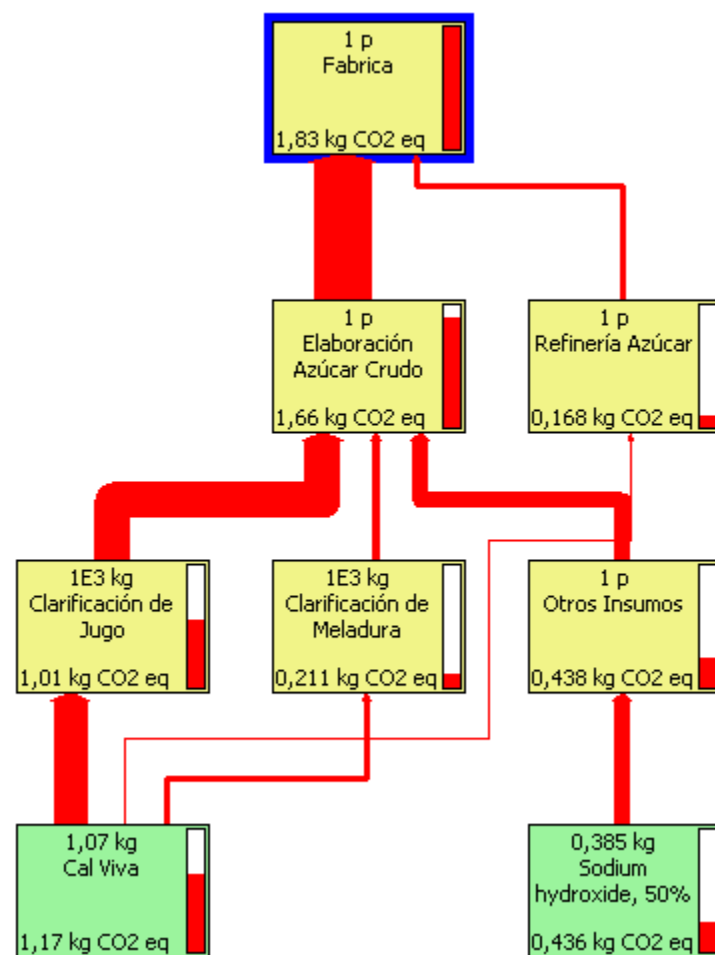 1 p
Fabrica
1,83 kg CO2 eq
1 p
Elaboración
Azúcar Crudo
1,66 kg CO2 eq
1 p
Refinería Azúcar
0,168 kg CO2 eq
1E3 kg
Clarificación de
Jugo
1,01 kg CO2 eq
1E3 kg
Clarificación de
Meladura
0,211 kg CO2 eq
1 p
Otros Insumos
0,438 kg CO2 eq
1,07 kg
Cal Viva
1,17 kg CO2 eq
0,385 kg
Sodium
hydroxide, 50%
0,436 kg CO2 eq